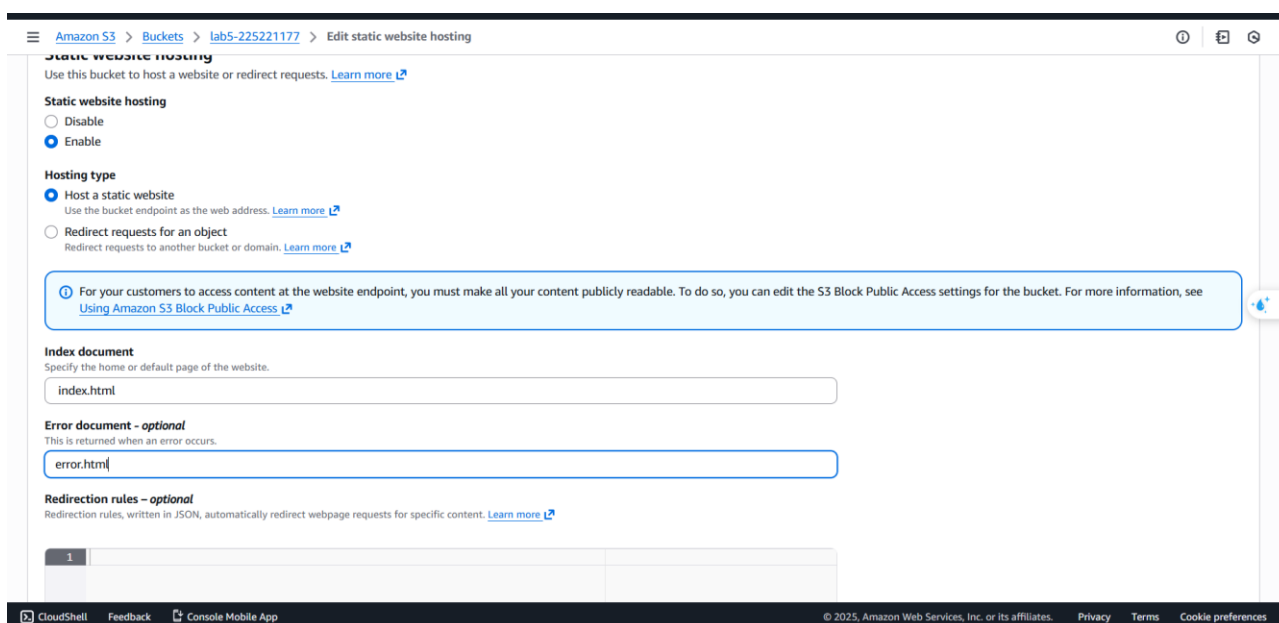 Amazon S3 > Buckets > lab5-225221177 > Edit static website hosting
Static website hosting
Use this bucket to host a website or redirect requests. Learn more
Static website hosting
Disable
Enable
Hosting type
Host a static website
Use the bucket endpoint as the web address. Learn more
Redirect requests for an object
Redirect requests to another bucket or domain. Learn more
For your customers to access content at the website endpoint, you must make all your content publicly readable. To do so, you can edit the S3 Block Public Access settings for the bucket. For more information, see
Using Amazon S3 Block Public Access
Index document
Specify the home or default page of the website.
index.html
Error document - optional
This is returned when an error occurs.
error.html
Redirection rules – optional
Redirection rules, written in JSON, automatically redirect webpage requests for specific content. Learn more
1
CloudShell Feedback Console Mobile App © 2025, Amazon Web Services, Inc. or its affiliates. Privacy Terms Cookie preferences